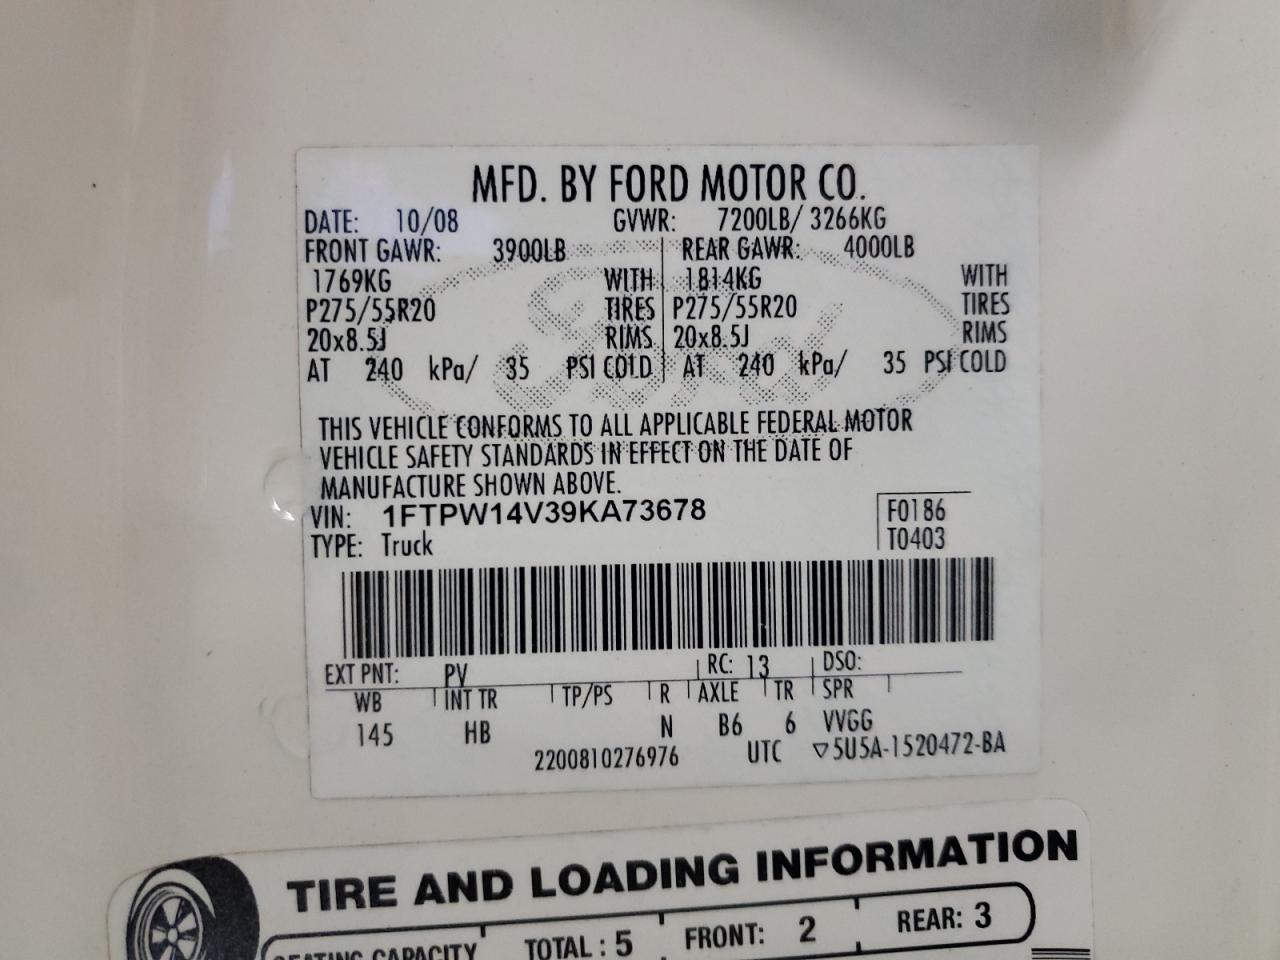 MFD. BY FORD MOTOR CO.
DATE: 10/08 GVWR: 7200LB/ 3266KG
FRONT GAWR: 3900LB REAR GAWR: 4000LB
1769KG WITH 1814KG WITH
P275/55R20 TIRES P275/55R20 TIRES
20x8.5J RIMS 20x8.5J RIMS
AT 240 kPa/ 35 PSI COLD AT 240 kPa/ 35 PSI COLD
THIS VEHICLE CONFORMS TO ALL APPLICABLE FEDERAL MOTOR
VEHICLE SAFETY STANDARDS IN EFFECT ON THE DATE OF
MANUFACTURE SHOWN ABOVE.
VIN: 1FTPW14V39KA73678 F0186
TYPE: Truck T0403
EXT PNT: PV RC: 13 DSO:
WB INT TR TP/PS R AXLE TR SPR
145 HB N B6 6 VVGG
2200810276976 UTC ▽5U5A-1520472-BA
TIRE AND LOADING INFORMATION
SEATING CAPACITY TOTAL : 5 FRONT: 2 REAR: 3